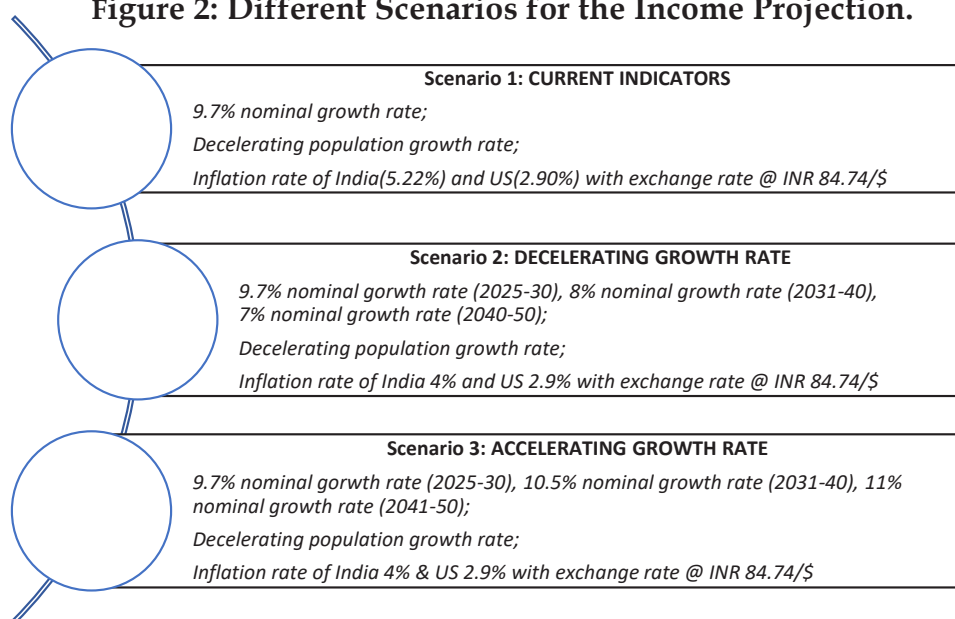 Figure 2: Different Scenarios for the Income Projection.
Scenario 1: CURRENT INDICATORS
9.7% nominal growth rate;
Decelerating population growth rate;
Inflation rate of India(5.22%) and US(2.90%) with exchange rate @ INR 84.74/$
Scenario 2: DECELERATING GROWTH RATE
9.7% nominal gorwth rate (2025-30), 8% nominal growth rate (2031-40),
7% nominal growth rate (2040-50);
Decelerating population growth rate;
Inflation rate of India 4% and US 2.9% with exchange rate @ INR 84.74/$
Scenario 3: ACCELERATING GROWTH RATE
9.7% nominal gorwth rate (2025-30), 10.5% nominal growth rate (2031-40), 11%
nominal growth rate (2041-50);
Decelerating population growth rate;
Inflation rate of India 4% & US 2.9% with exchange rate @ INR 84.74/$